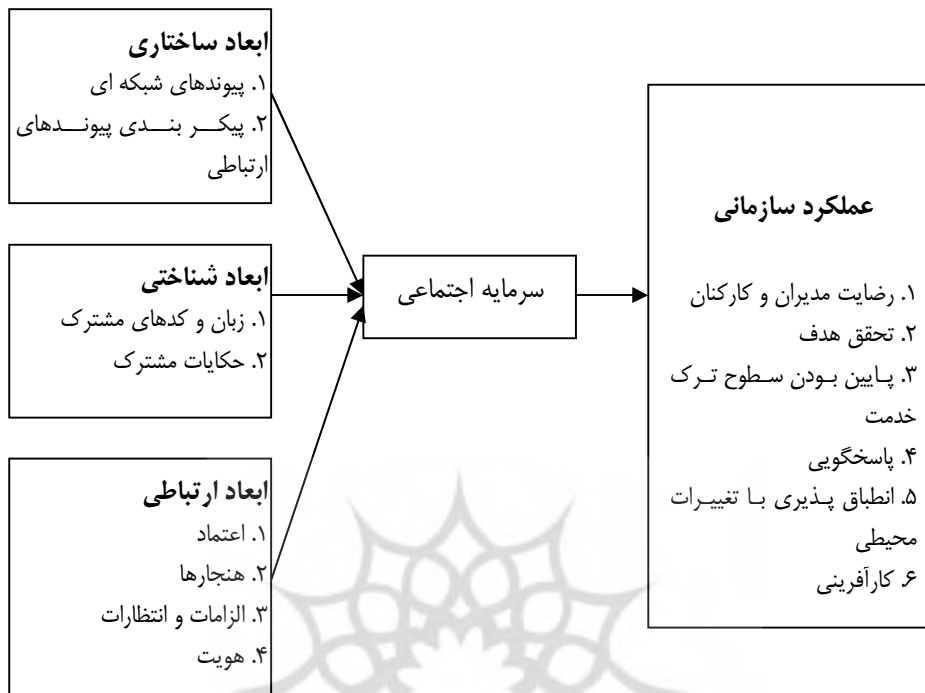 ابعاد ساختاری
۱. پیوندهای شبکه ای
۲. پیکر بندی پیوندهای
ارتباطی
ابعاد شناختی
۱. زبان و کدهای مشترک
۲. حکایات مشترک
ابعاد ارتباطی
۱. اعتماد
۲. هنجارها
۳. الزامات و انتظارات
۴. هویت
سرمایه اجتماعی
عملکرد سازمانی
۱. رضایت مدیران و کارکنان
۲. تحقق هدف
۳. پایین بودن سطوح ترک
خدمت
۴. پاسخگویی
۵. انطباق پذیری با تغییرات
محیطی
۶. کارآفرینی